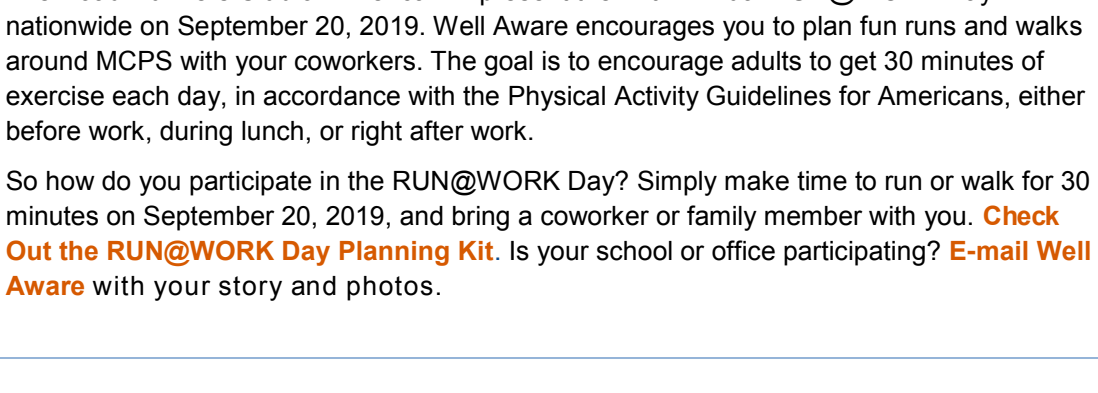 nationwide on September 20, 2019. Well Aware encourages you to plan fun runs and walks
around MCPS with your coworkers. The goal is to encourage adults to get 30 minutes of
exercise each day, in accordance with the Physical Activity Guidelines for Americans, either
before work, during lunch, or right after work.
So how do you participate in the RUN@WORK Day? Simply make time to run or walk for 30
minutes on September 20, 2019, and bring a coworker or family member with you. Check
Out the RUN@WORK Day Planning Kit. Is your school or office participating? E-mail Well
Aware with your story and photos.